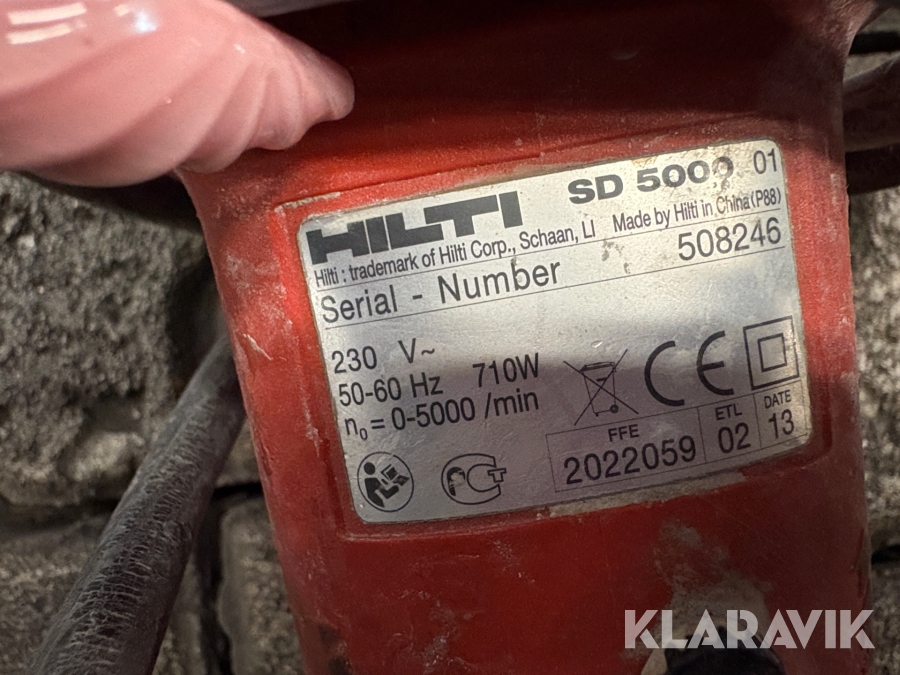 HILTI SD 5000 01
Hilti : trademark of Hilti Corp., Schaan, LI Made by Hilti in China (P88)
Serial - Number 508246
230 V~
50-60 Hz 710W
n₀ = 0-5000 /min
CE
FFE ETL DATE
2022059 02 13
KLARAVIK